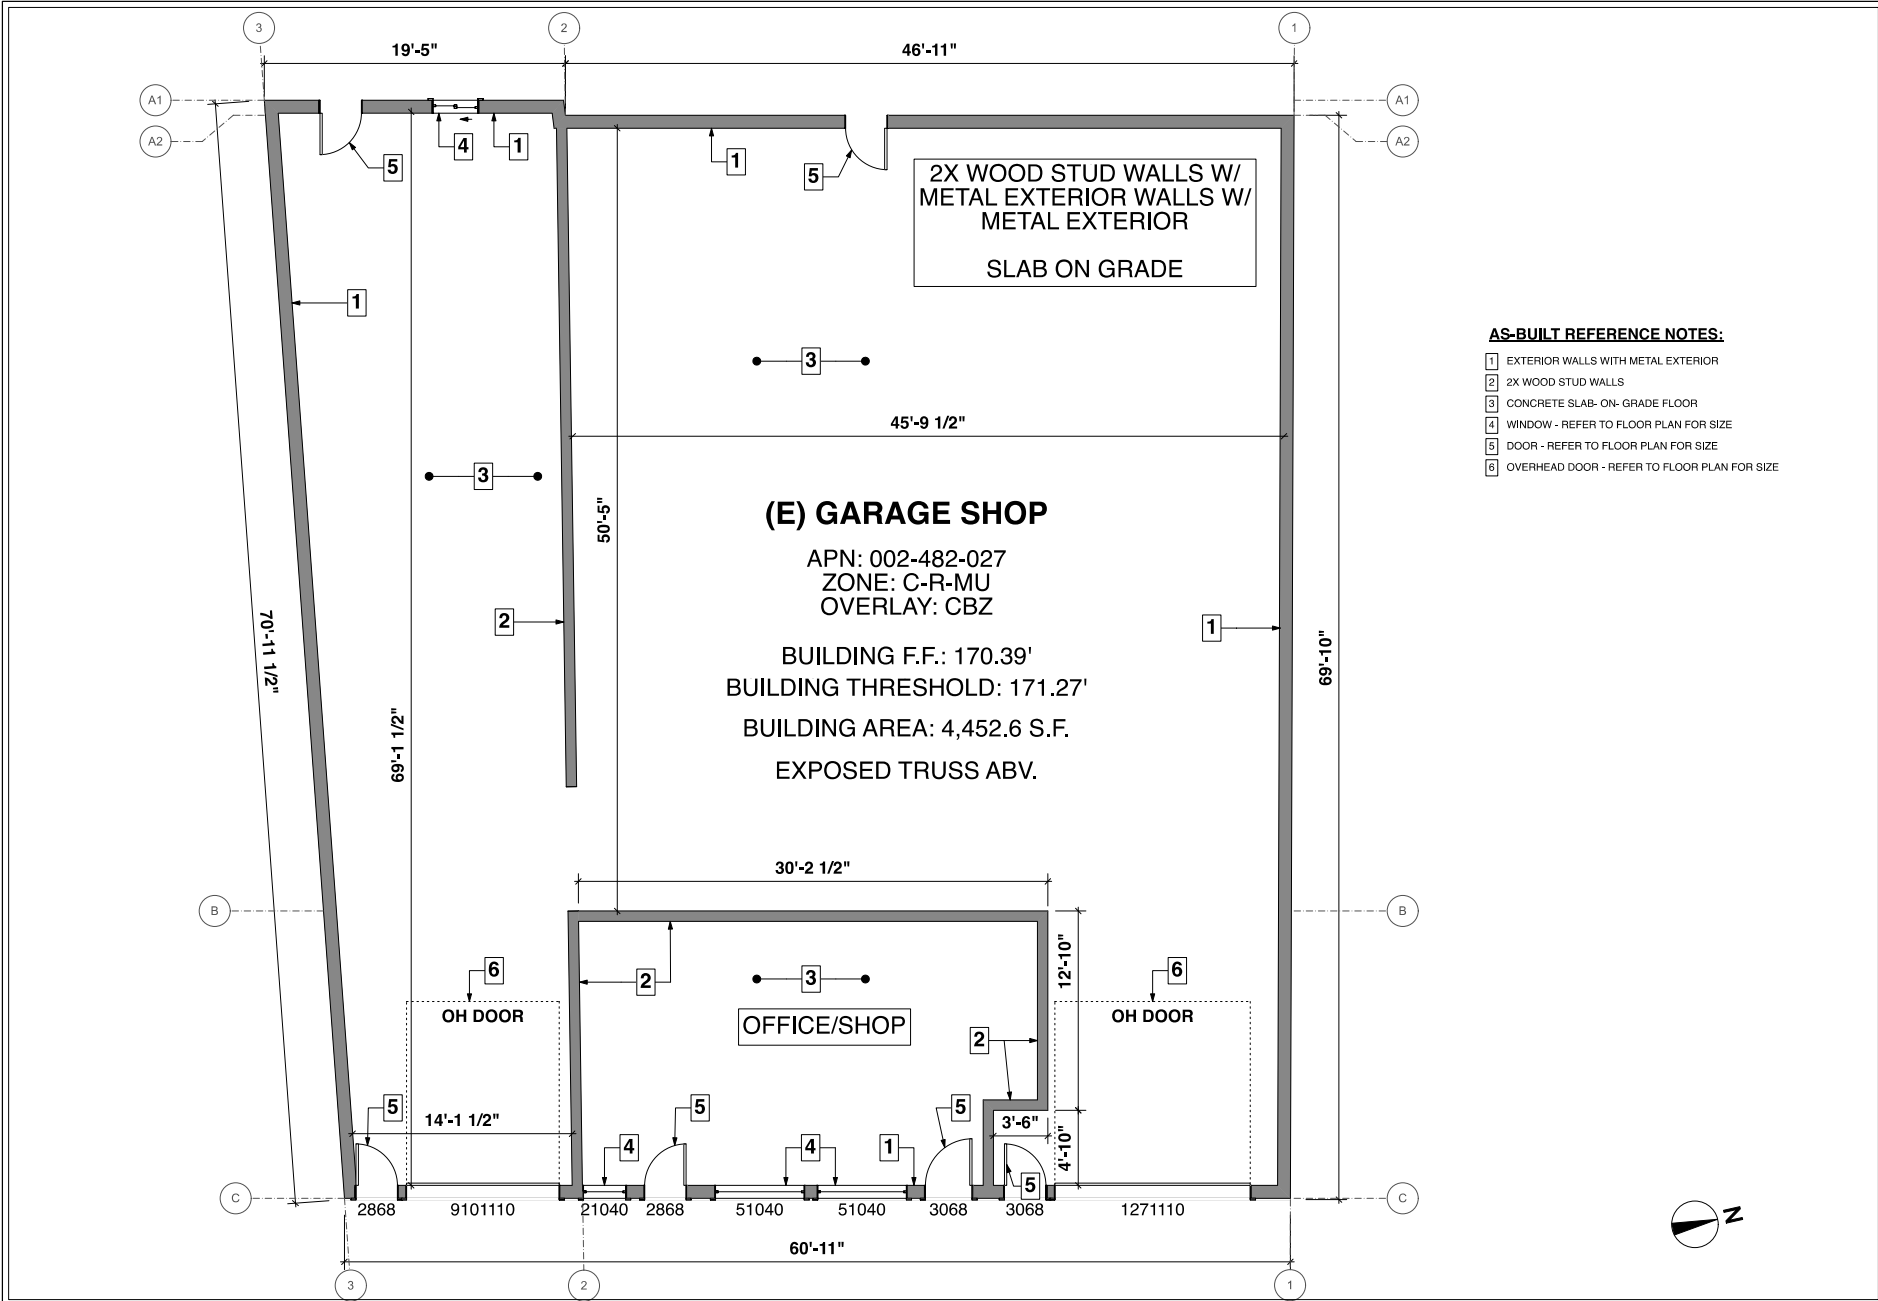 3
2
1
19'-5"
46'-11"
A1
A1
A2
A2
5
4
1
1
5
2X WOOD STUD WALLS W/
METAL EXTERIOR WALLS W/
METAL EXTERIOR
SLAB ON GRADE
1
3
AS-BUILT REFERENCE NOTES:
1 EXTERIOR WALLS WITH METAL EXTERIOR
2 2X WOOD STUD WALLS
3 CONCRETE SLAB- ON- GRADE FLOOR
4 WINDOW - REFER TO FLOOR PLAN FOR SIZE
5 DOOR - REFER TO FLOOR PLAN FOR SIZE
6 OVERHEAD DOOR - REFER TO FLOOR PLAN FOR SIZE
45'-9 1/2"
3
50'-5"
(E) GARAGE SHOP
APN: 002-482-027
ZONE: C-R-MU
OVERLAY: CBZ
2
1
70'-11 1/2"
69'-10"
BUILDING F.F.: 170.39'
BUILDING THRESHOLD: 171.27'
BUILDING AREA: 4,452.6 S.F.
69'-1 1/2"
EXPOSED TRUSS ABV.
30'-2 1/2"
B
B
12'-10"
6
2
3
6
OH DOOR
OFFICE/SHOP
OH DOOR
2
5
14'-1 1/2"
5
5
3'-6"
4'-10"
4
4
1
5
C
C
2868
9101110
21040
2868
51040
51040
3068
3068
1271110
N
60'-11"
3
2
1